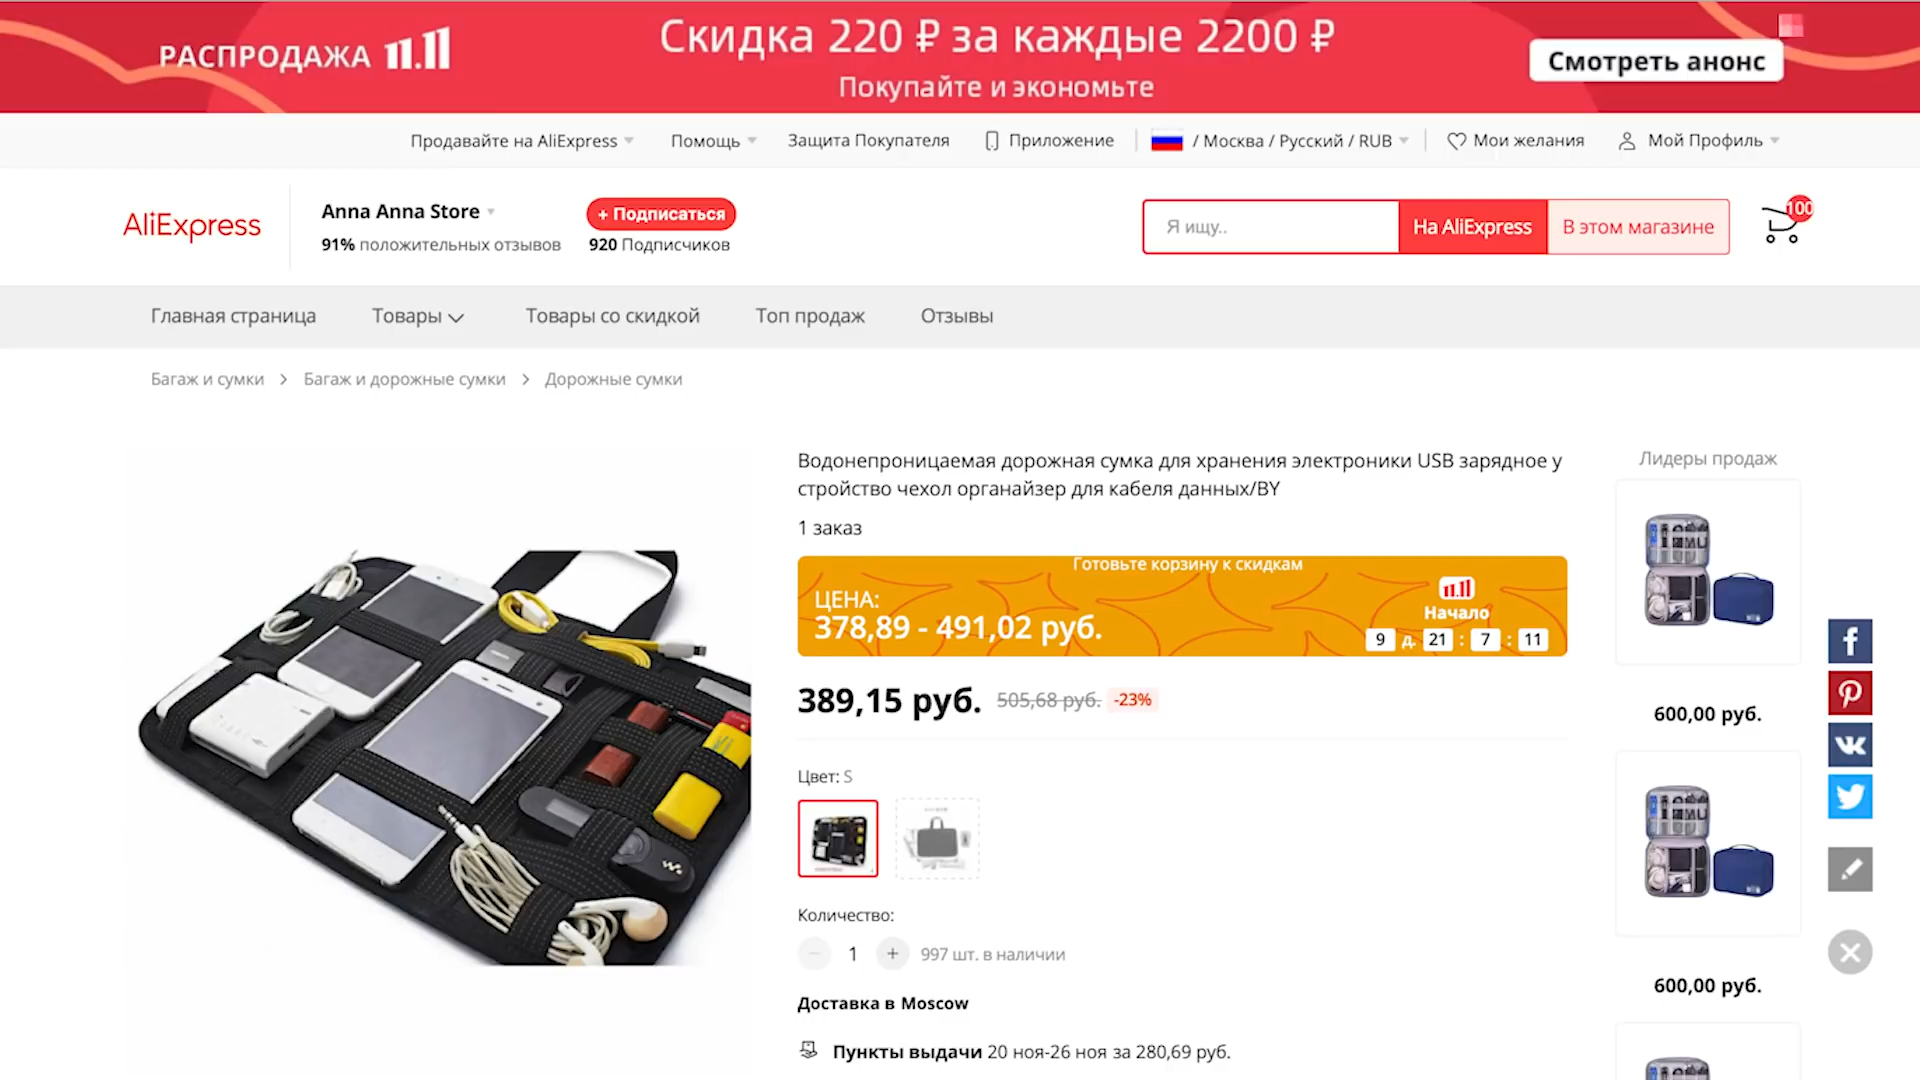 РАСПРОДАЖА 11.11
Скидка 220 ₽ за каждые 2200 ₽
Покупайте и экономьте
Смотреть анонс
Продавайте на AliExpress
Помощь
Защита Покупателя
Приложение
/ Москва / Русский / RUB
Мои желания
Мой Профиль
AliExpress
Anna Anna Store
91% положительных отзывов
+ Подписаться
920 Подписчиков
Я ищу..
На AliExpress
В этом магазине
100
Главная страница
Товары
Товары со скидкой
Топ продаж
Отзывы
Багаж и сумки > Багаж и дорожные сумки > Дорожные сумки
Водонепроницаемая дорожная сумка для хранения электроники USB зарядное у
стройство чехол органайзер для кабеля данных/BY
1 заказ
Готовьте корзину к скидкам
ЦЕНА:
378,89 - 491,02 руб.
11.11
Начало
9 д. 21 : 7 : 11
389,15 руб. 505,68 руб. -23%
Цвет: S
Количество:
1
997 шт. в наличии
Доставка в Moscow
Пункты выдачи 20 ноя-26 ноя за 280,69 руб.
Лидеры продаж
600,00 руб.
600,00 руб.